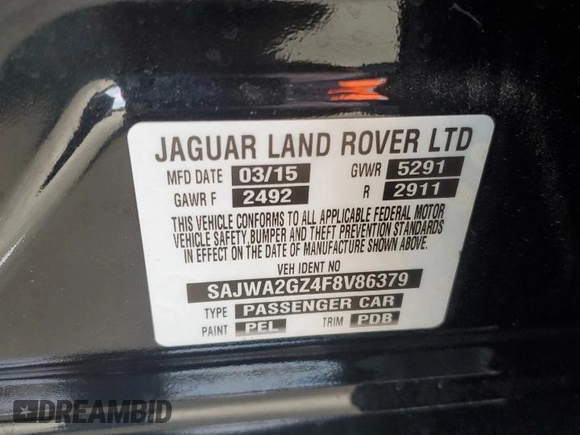 JAGUAR LAND ROVER LTD
MFD DATE 03/15 GVWR 5291
GAWR F 2492 R 2911
THIS VEHICLE CONFORMS TO ALL APPLICABLE FEDERAL MOTOR
VEHICLE SAFETY, BUMPER AND THEFT PREVENTION STANDARDS
IN EFFECT ON THE DATE OF MANUFACTURE SHOWN ABOVE.
VEH IDENT NO
SAJWA2GZ4F8V86379
TYPE PASSENGER CAR
PAINT PEL TRIM PDB
DREAMBID